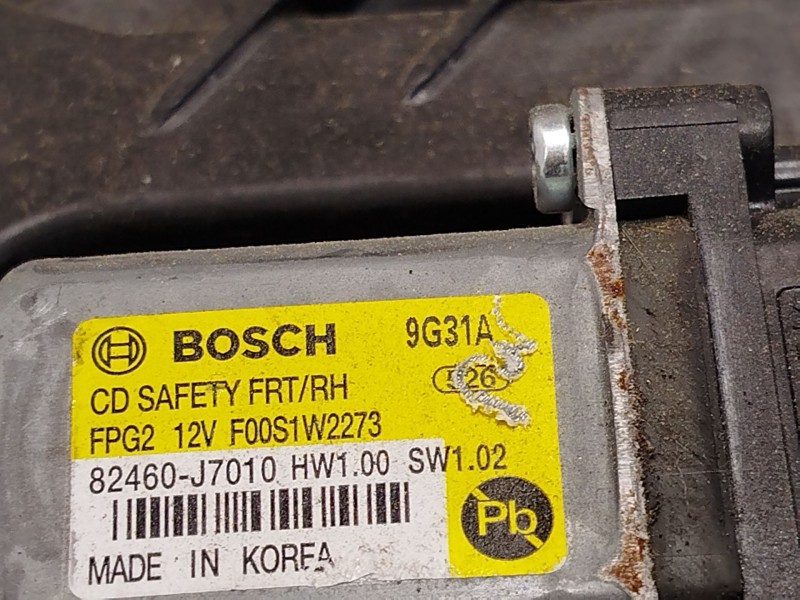 BOSCH 9G31A
CD SAFETY FRT/RH
FPG2 12V F00S1W2273
82460-J7010 HW1.00 SW1.02
Pb
MADE IN KOREA